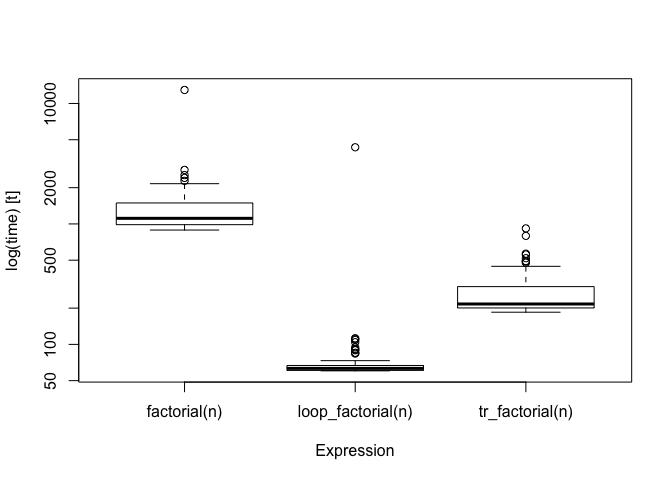 log(time) [t]
10000
2000
500
100
50
factorial(n)
loop_factorial(n)
tr_factorial(n)
Expression